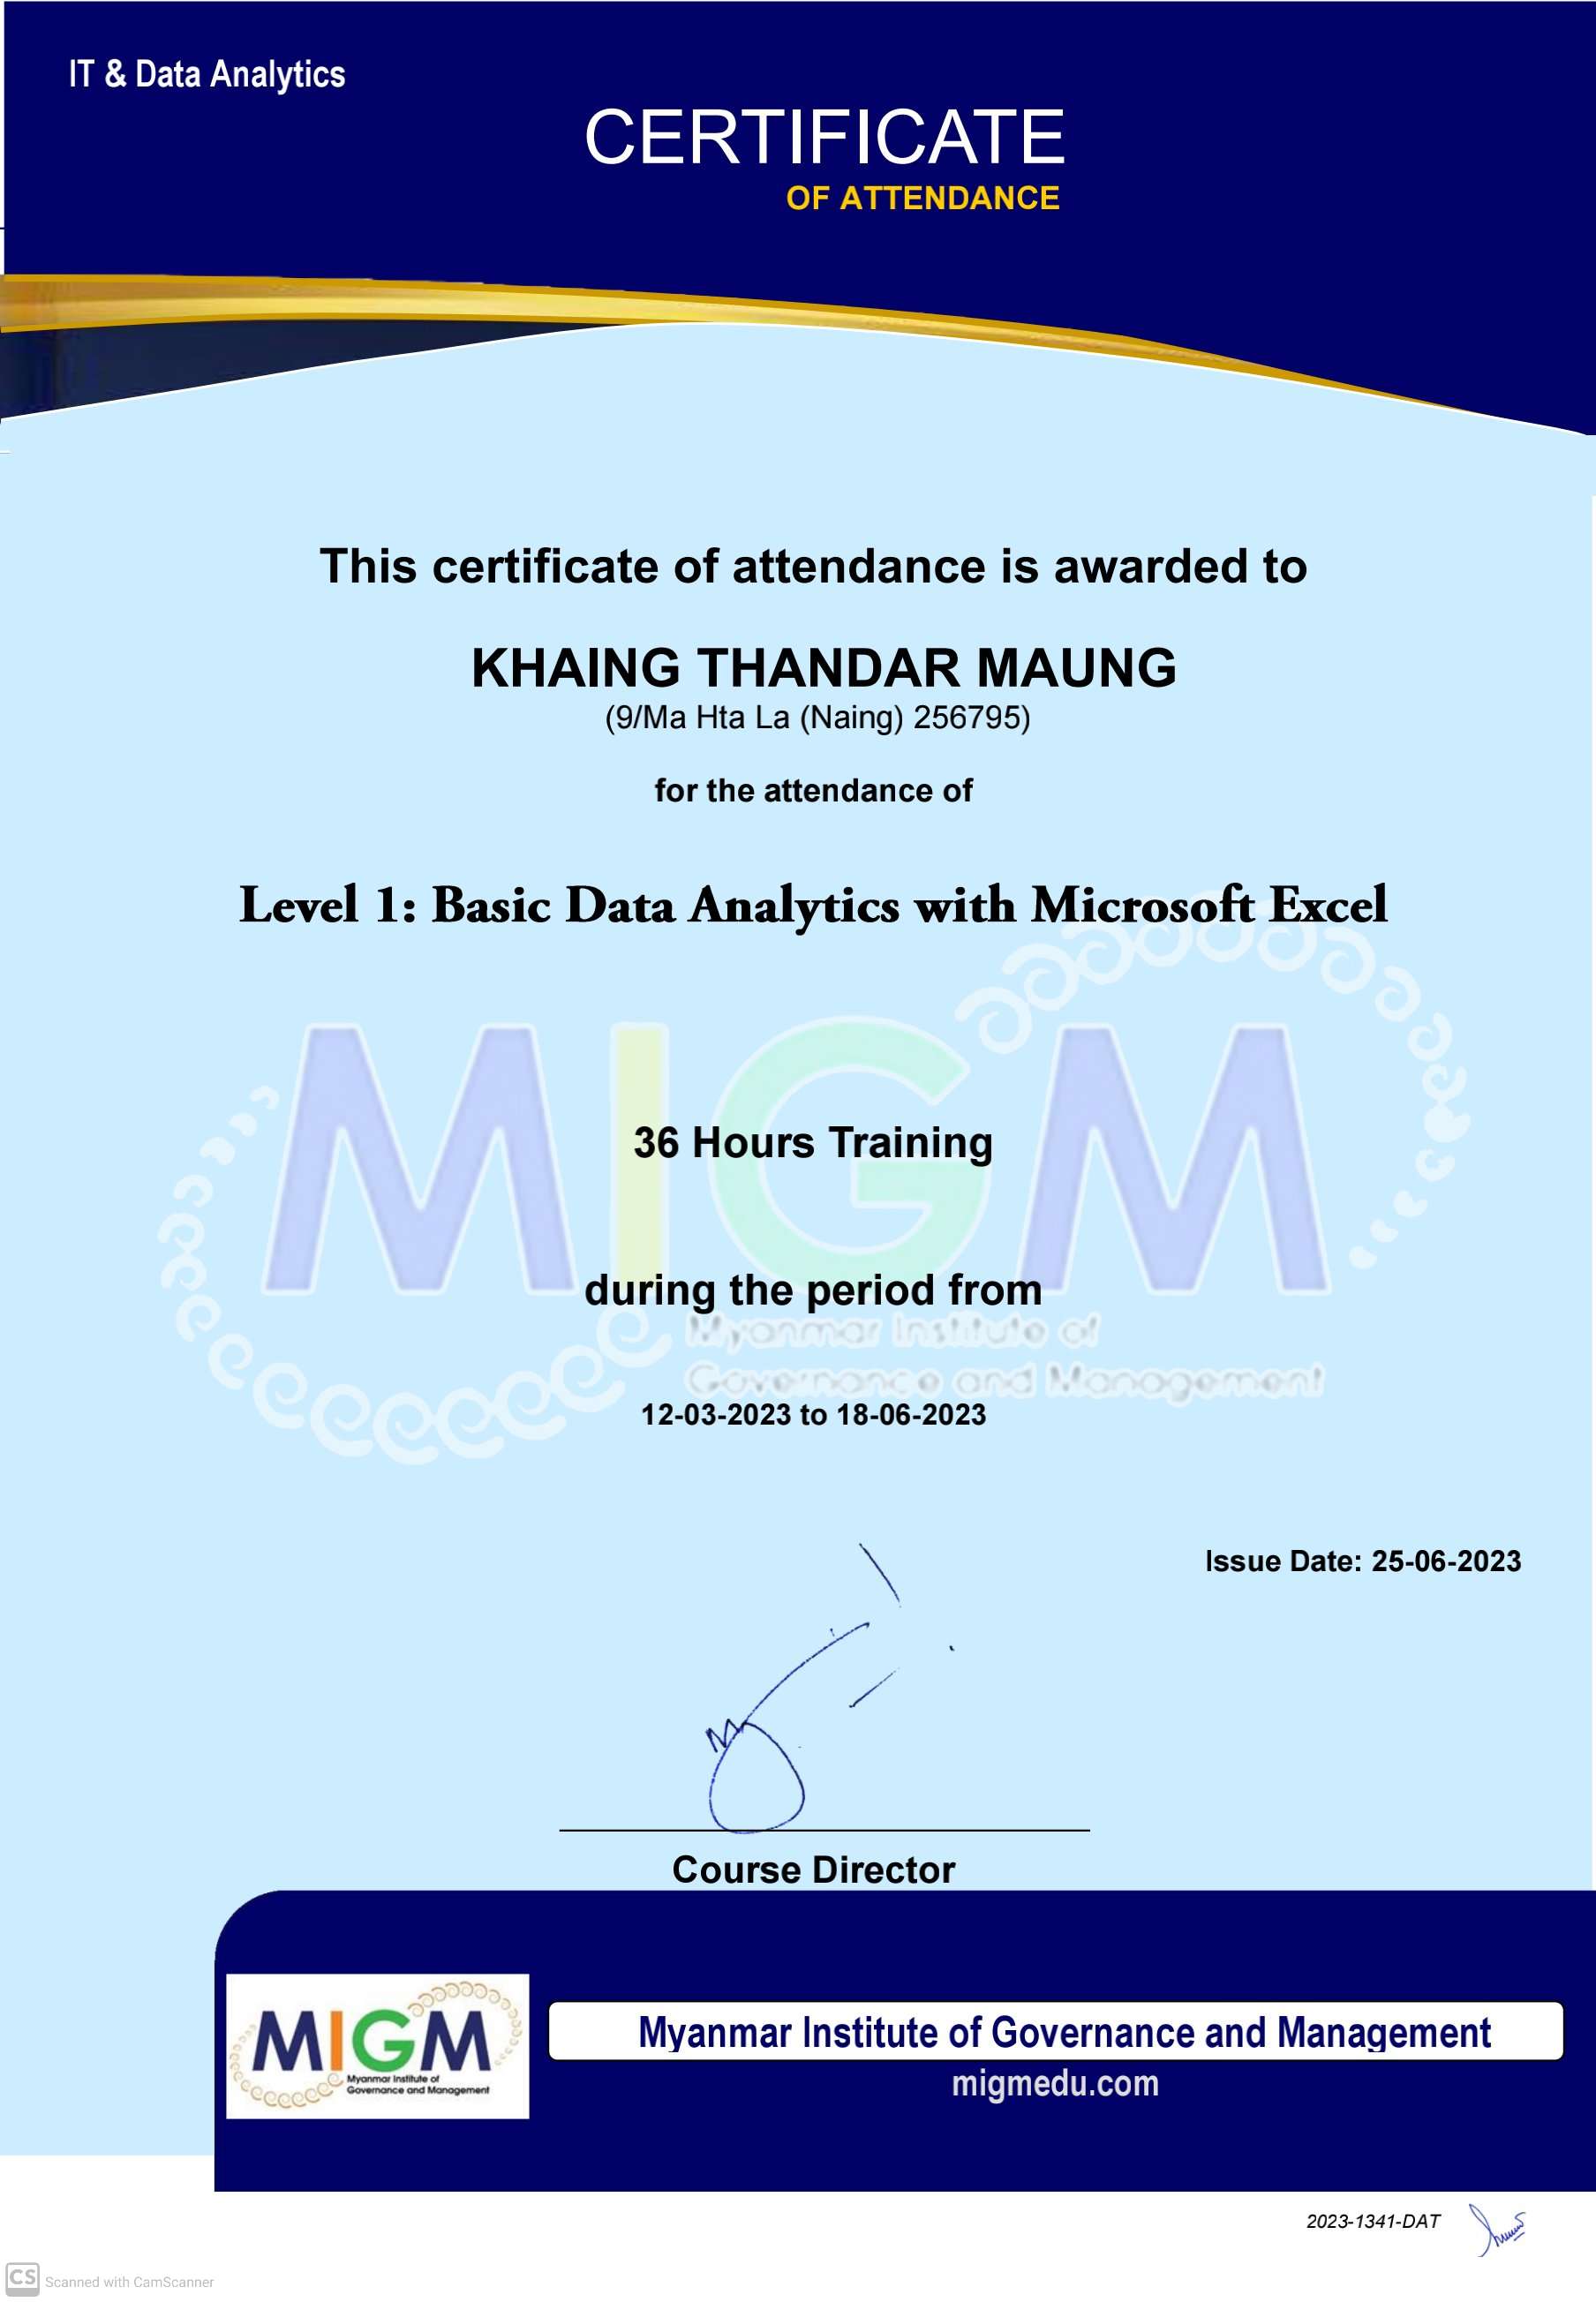 IT & Data Analytics
CERTIFICATE
OF ATTENDANCE
This certificate of attendance is awarded to
KHAING THANDAR MAUNG
(9/Ma Hta La (Naing) 256795)
for the attendance of
Level 1: Basic Data Analytics with Microsoft Excel
MIGM
36 Hours Training
during the period from
Myanmar Institute of
Governance and Management
12-03-2023 to 18-06-2023
Issue Date: 25-06-2023
Course Director
MIGM
Myanmar Institute of
Governance and Management
Myanmar Institute of Governance and Management
migmedu.com
2023-1341-DAT
CS Scanned with CamScanner